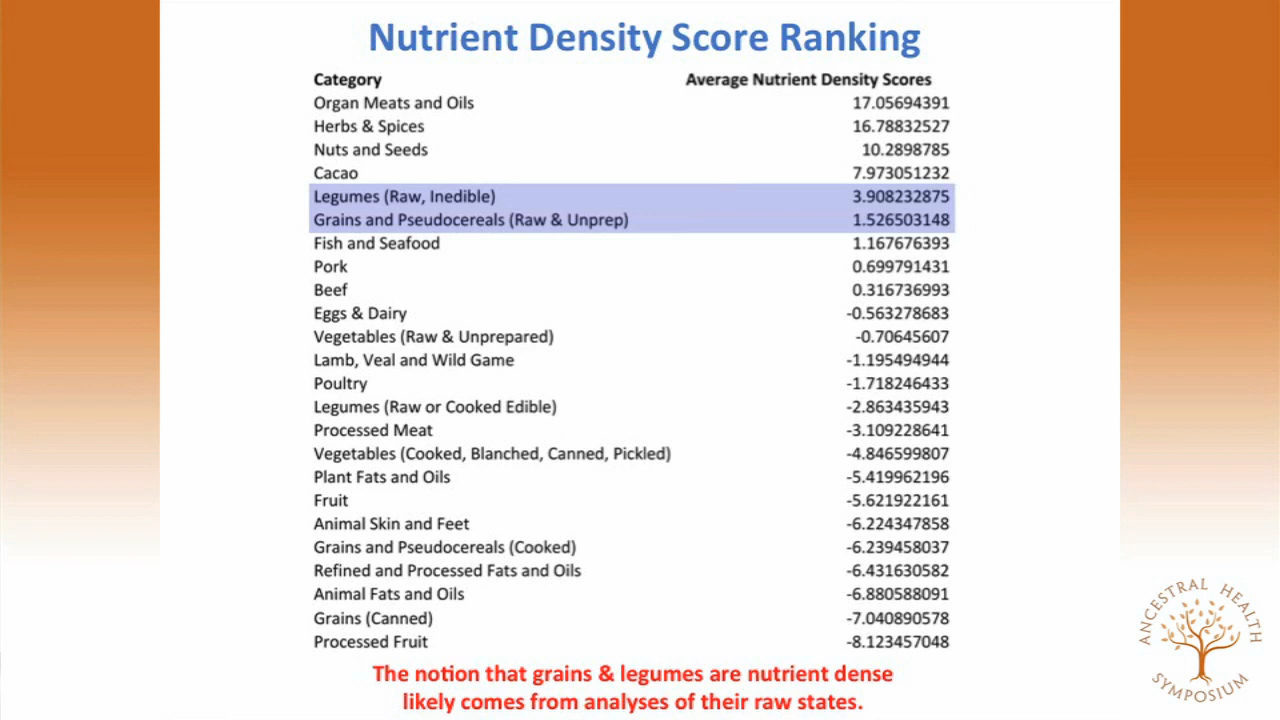 Nutrient Density Score Ranking
Category Average Nutrient Density Scores
Organ Meats and Oils 17.05694391
Herbs & Spices 16.78832527
Nuts and Seeds 10.2898785
Cacao 7.973051232
Legumes (Raw, Inedible) 3.908232875
Grains and Pseudocereals (Raw & Unprep) 1.526503148
Fish and Seafood 1.167676393
Pork 0.699791431
Beef 0.316736993
Eggs & Dairy -0.563278683
Vegetables (Raw & Unprepared) -0.70645607
Lamb, Veal and Wild Game -1.195494944
Poultry -1.718246433
Legumes (Raw or Cooked Edible) -2.863435943
Processed Meat -3.109228641
Vegetables (Cooked, Blanched, Canned, Pickled) -4.846599807
Plant Fats and Oils -5.419962196
Fruit -5.621922161
Animal Skin and Feet -6.224347858
Grains and Pseudocereals (Cooked) -6.239458037
Refined and Processed Fats and Oils -6.431630582
Animal Fats and Oils -6.880588091
Grains (Canned) -7.040890578
Processed Fruit -8.123457048
The notion that grains & legumes are nutrient dense
likely comes from analyses of their raw states.
ANCESTRAL HEALTH
SYMPOSIUM